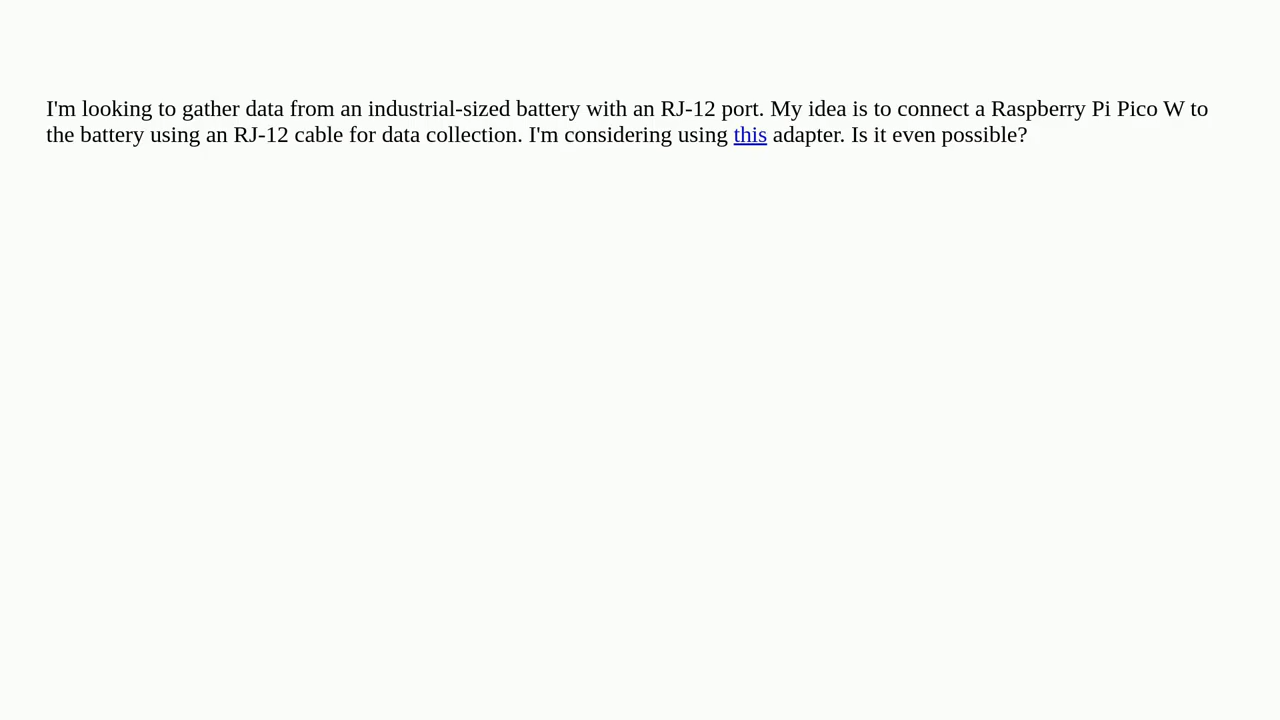 I'm looking to gather data from an industrial-sized battery with an RJ-12 port. My idea is to connect a Raspberry Pi Pico W to
the battery using an RJ-12 cable for data collection. I'm considering using this adapter. Is it even possible?